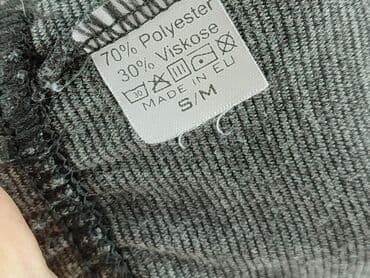 70% Polyester
30% Viskose
30
MADE IN EU
S/M